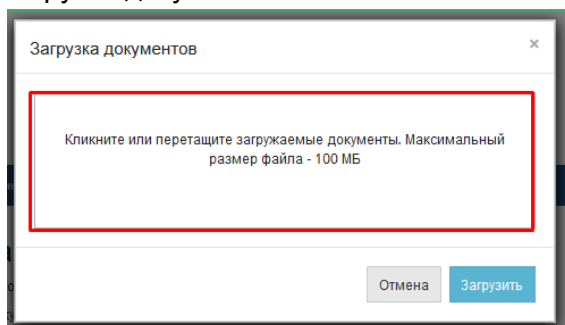 Загрузка документов
×
Кликните или перетащите загружаемые документы. Максимальный
размер файла - 100 МБ
Отмена Загрузить